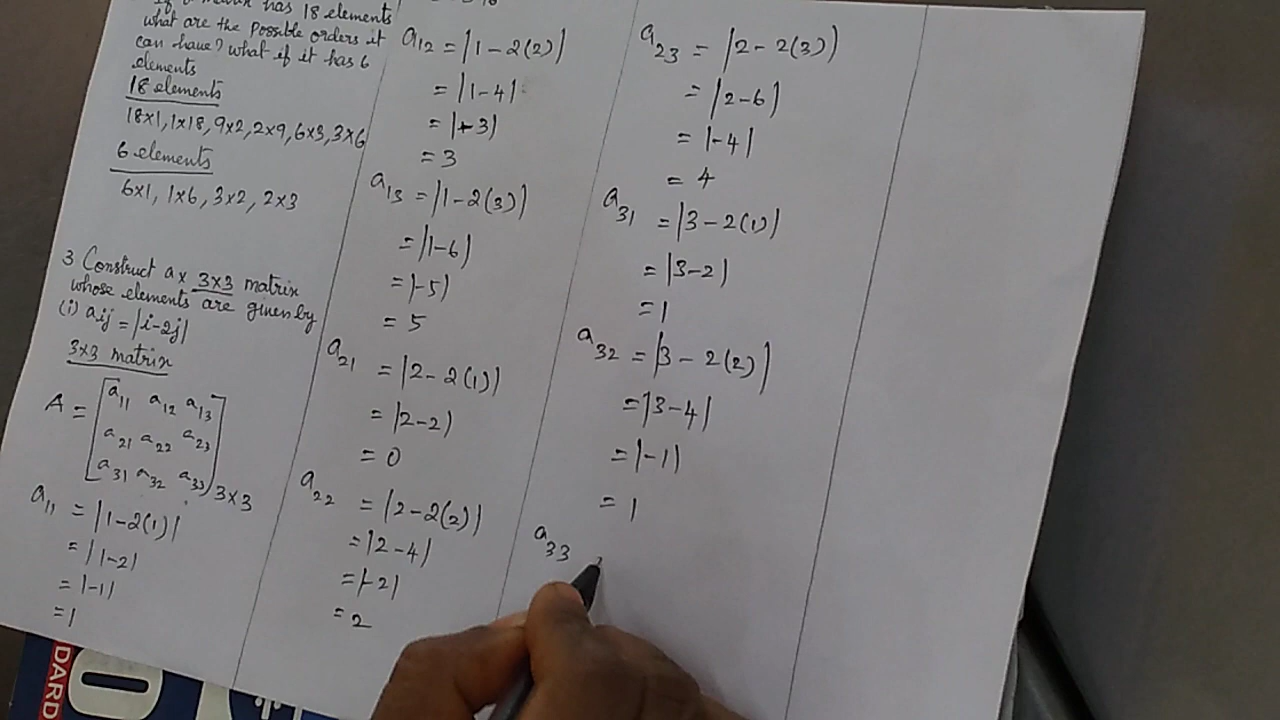 has 18 elements
what are the possible orders it
can have? what if it has 6
elements
18 elements
18×1, 1×18, 9×2, 2×9, 6×3, 3×6
6 elements
6×1, 1×6, 3×2, 2×3
3 Construct a x 3×3 matrix
whose elements are given by
(i) aij = |i-2j|
3×3 matrix
A = [a11 a12 a13
a21 a22 a23
a31 a32 a33] 3×3
a11 = |1-2(1)|
= |1-2|
= |-1|
= 1
a12 = |1-2(2)|
= |1-4|
= |-3|
= 3
a13 = |1-2(3)|
= |1-6|
= |-5|
= 5
a21 = |2-2(1)|
= |2-2|
= 0
a22 = |2-2(2)|
= |2-4|
= |-2|
= 2
a23 = |2-2(3)|
= |2-6|
= |-4|
= 4
a31 = |3-2(1)|
= |3-2|
= 1
a32 = |3-2(2)|
= |3-4|
= |-1|
= 1
a33
DARD